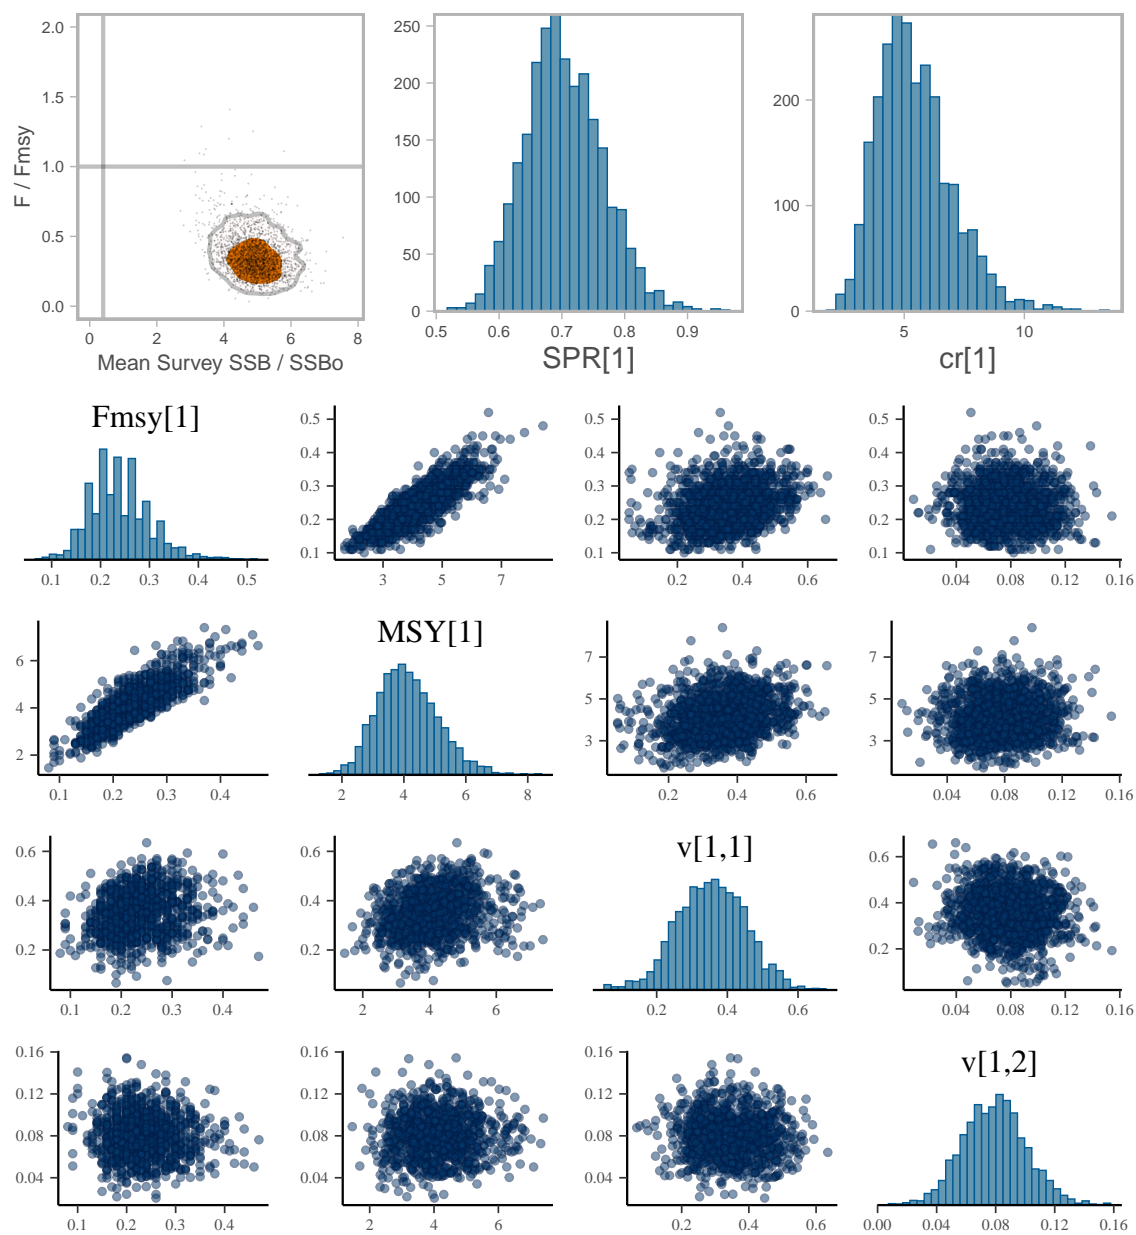 2.0
1.5
1.0
0.5
0.0
F / Fmsy
0 2 4 6 8
Mean Survey SSB / SSBo
250
200
150
100
50
0
0.5 0.6 0.7 0.8 0.9
SPR[1]
200
100
0
5 10
cr[1]
Fmsy[1]
0.1 0.2 0.3 0.4 0.5
0.5
0.4
0.3
0.2
0.1
3 5 7
0.5
0.4
0.3
0.2
0.1
0.2 0.4 0.6
0.5
0.4
0.3
0.2
0.1
0.04 0.08 0.12 0.16
6
4
2
0.1 0.2 0.3 0.4
MSY[1]
2 4 6 8
7
5
3
0.2 0.4 0.6
7
5
3
0.04 0.08 0.12 0.16
0.6
0.4
0.2
0.1 0.2 0.3 0.4
0.6
0.4
0.2
2 4 6
v[1,1]
0.2 0.4 0.6
0.6
0.4
0.2
0.04 0.08 0.12 0.16
0.16
0.12
0.08
0.04
0.1 0.2 0.3 0.4
0.16
0.12
0.08
0.04
2 4 6
0.16
0.12
0.08
0.04
0.2 0.4 0.6
v[1,2]
0.00 0.04 0.08 0.12 0.16